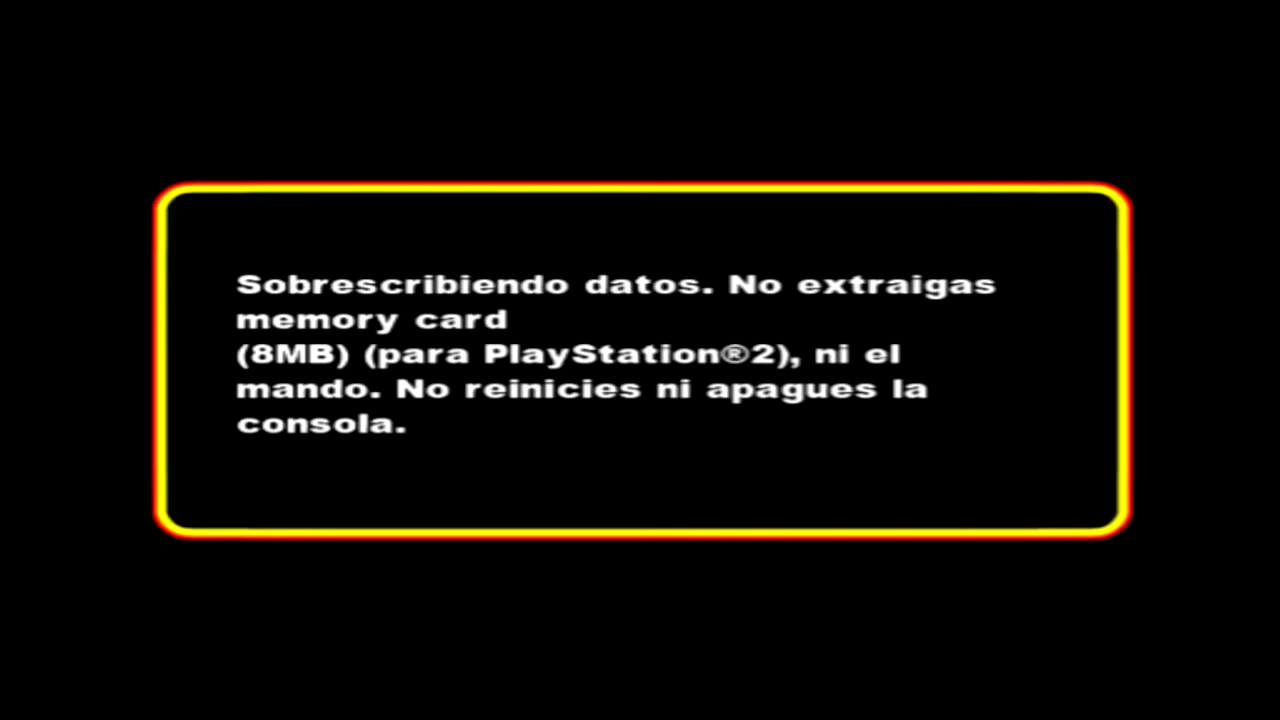 Sobrescribiendo datos. No extraigas
memory card
(8MB) (para PlayStation®2), ni el
mando. No reinicies ni apagues la
consola.